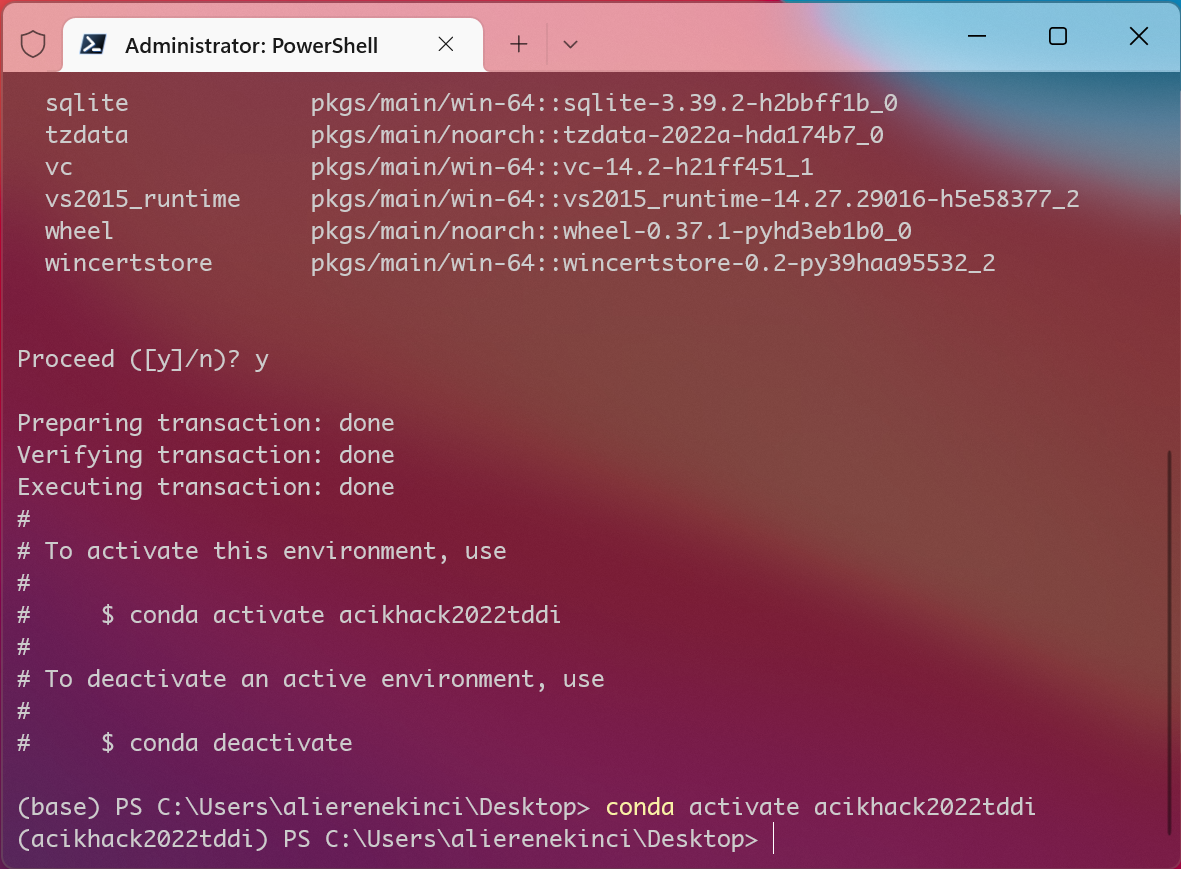 Administrator: PowerShell
sqlite pkgs/main/win-64::sqlite-3.39.2-h2bbff1b_0
tzdata pkgs/main/noarch::tzdata-2022a-hda174b7_0
vc pkgs/main/win-64::vc-14.2-h21ff451_1
vs2015_runtime pkgs/main/win-64::vs2015_runtime-14.27.29016-h5e58377_2
wheel pkgs/main/noarch::wheel-0.37.1-pyhd3eb1b0_0
wincertstore pkgs/main/win-64::wincertstore-0.2-py39haa95532_2
Proceed ([y]/n)? y
Preparing transaction: done
Verifying transaction: done
Executing transaction: done
#
# To activate this environment, use
#
# $ conda activate acikhack2022tddi
#
# To deactivate an active environment, use
#
# $ conda deactivate
(base) PS C:\Users\alierenekinci\Desktop> conda activate acikhack2022tddi
(acikhack2022tddi) PS C:\Users\alierenekinci\Desktop>